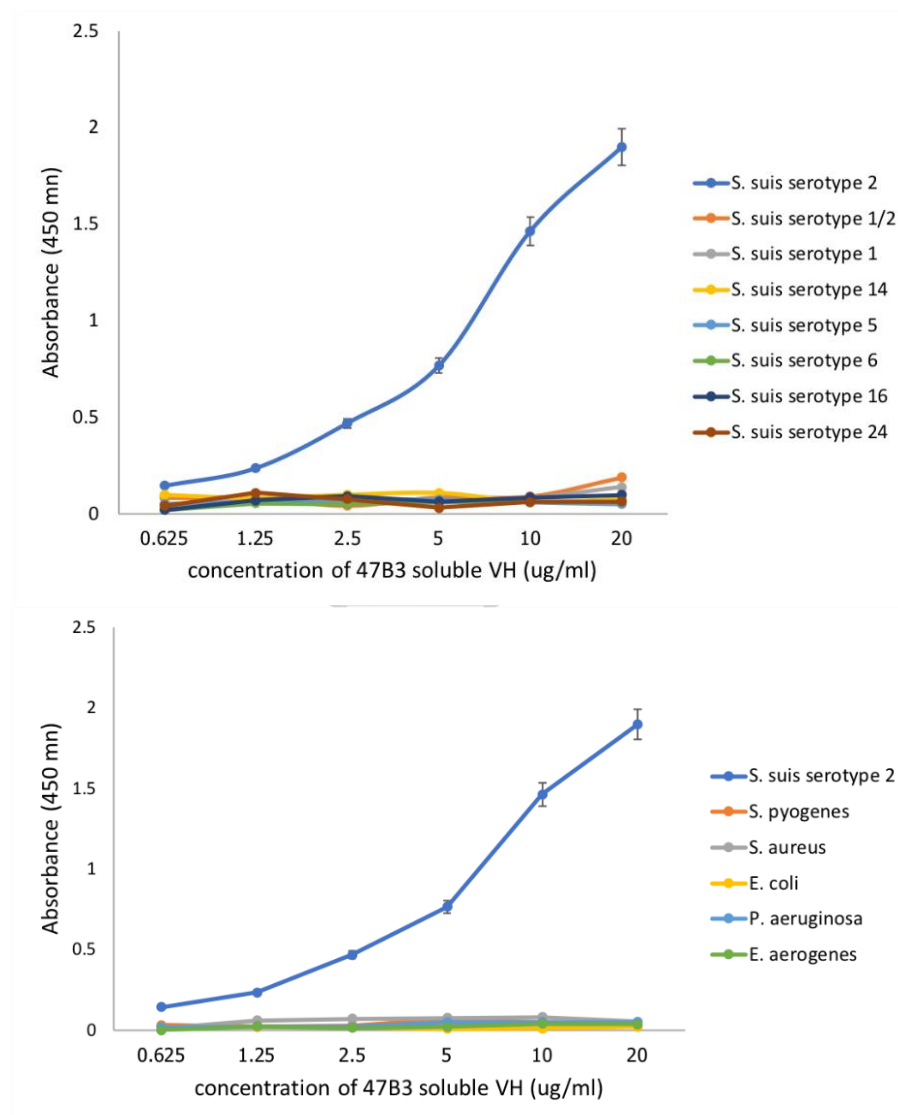 2.5
2
1.5
1
0.5
0
Absorbance (450 mn)
0.625 1.25 2.5 5 10 20
concentration of 47B3 soluble VH (ug/ml)
S. suis serotype 2
S. suis serotype 1/2
S. suis serotype 1
S. suis serotype 14
S. suis serotype 5
S. suis serotype 6
S. suis serotype 16
S. suis serotype 24
2.5
2
1.5
1
0.5
0
Absorbance (450 mn)
0.625 1.25 2.5 5 10 20
concentration of 47B3 soluble VH (ug/ml)
S. suis serotype 2
S. pyogenes
S. aureus
E. coli
P. aeruginosa
E. aerogenes